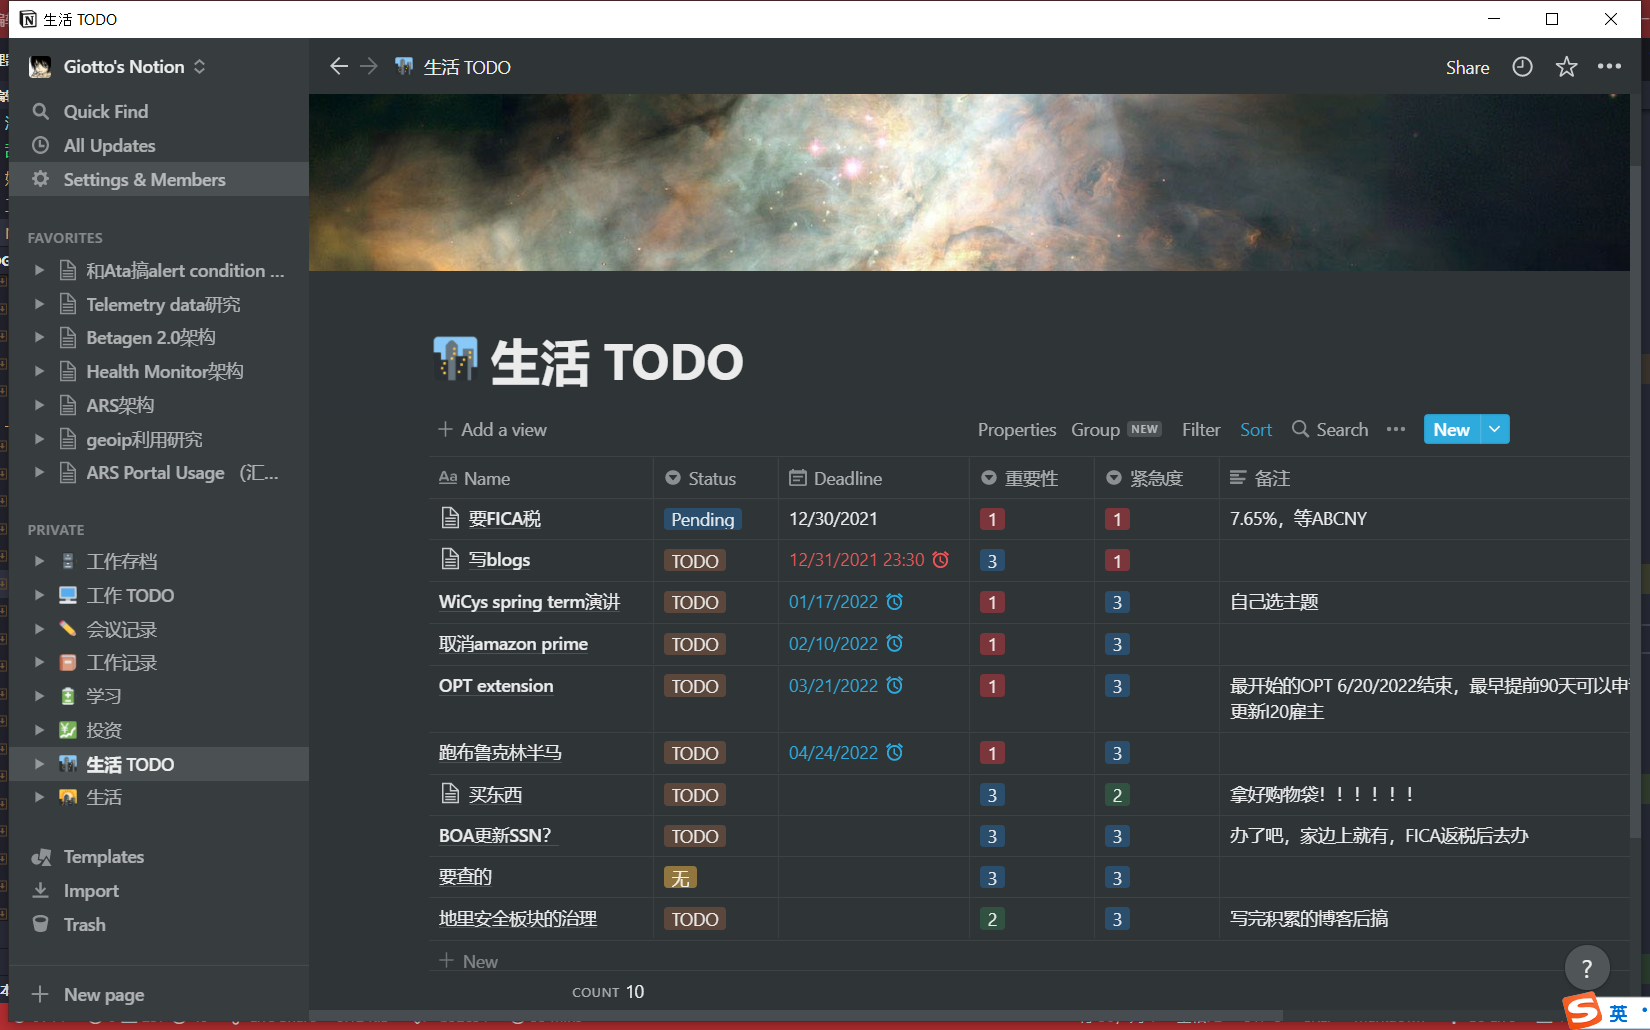 生活 TODO
Giotto's Notion
Quick Find
All Updates
Settings & Members
FAVORITES
和Ata搞alert condition ...
Telemetry data研究
Betagen 2.0架构
Health Monitor架构
ARS架构
geoip利用研究
ARS Portal Usage （汇...
PRIVATE
工作存档
工作 TODO
会议记录
工作记录
学习
投资
生活 TODO
生活
Templates
Import
Trash
New page
生活 TODO
Share
生活 TODO
Add a view
Properties Group NEW Filter Sort Search ... New
Aa Name Status Deadline 重要性 紧急度 备注
要FICA税 Pending 12/30/2021 1 1 7.65%，等ABCNY
写blogs TODO 12/31/2021 23:30 3 1
WiCys spring term演讲 TODO 01/17/2022 1 3 自己选主题
取消amazon prime TODO 02/10/2022 1 3
OPT extension TODO 03/21/2022 1 3 最开始的OPT 6/20/2022结束，最早提前90天可以申
更新I20雇主
跑布鲁克林半马 TODO 04/24/2022 1 3
买东西 TODO 3 2 拿好购物袋！！！！！！
BOA更新SSN？ TODO 3 3 办了吧，家边上就有，FICA返税后去办
要查的 无 3 3
地里安全板块的治理 TODO 2 3 写完积累的博客后搞
New
COUNT 10
?
英